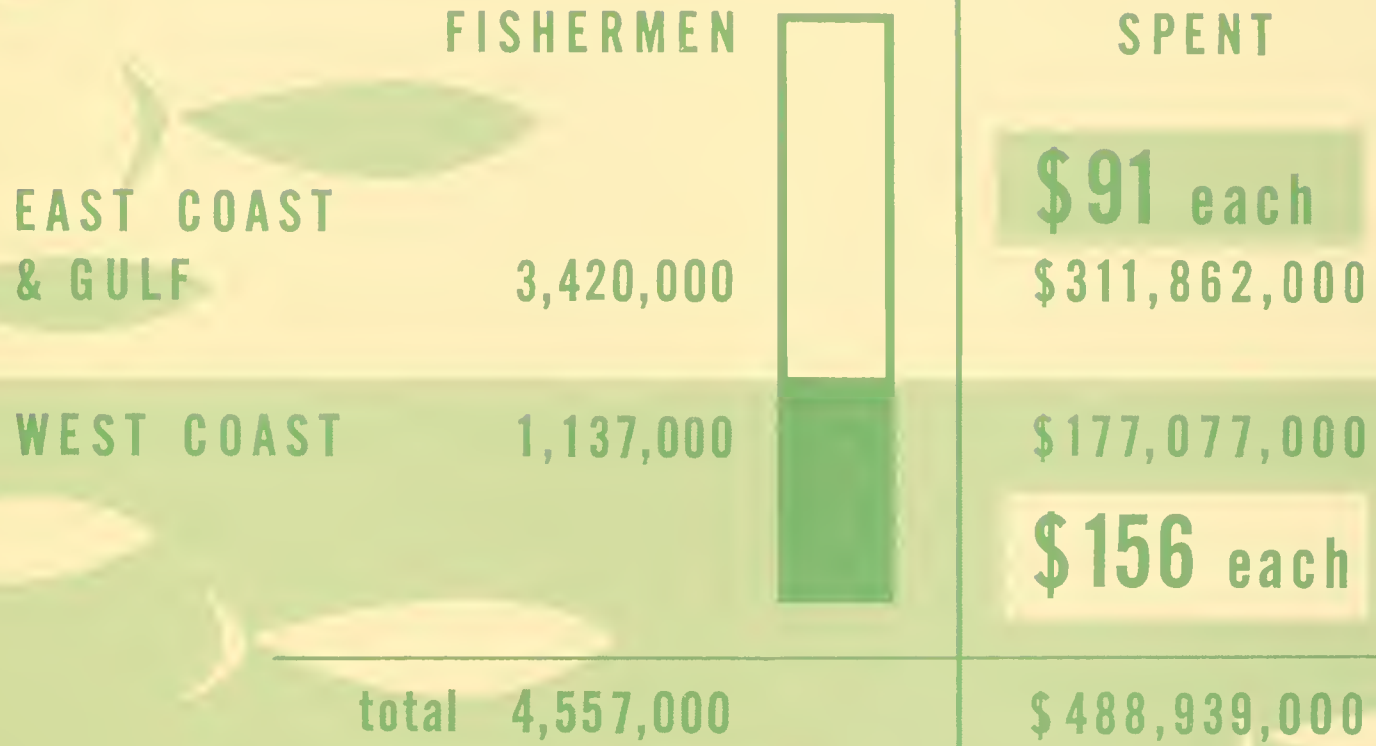 FISHERMEN SPENT
$91 each
EAST COAST
& GULF 3,420,000 $311,862,000
WEST COAST 1,137,000 $177,077,000
$156 each
total 4,557,000 $488,939,000